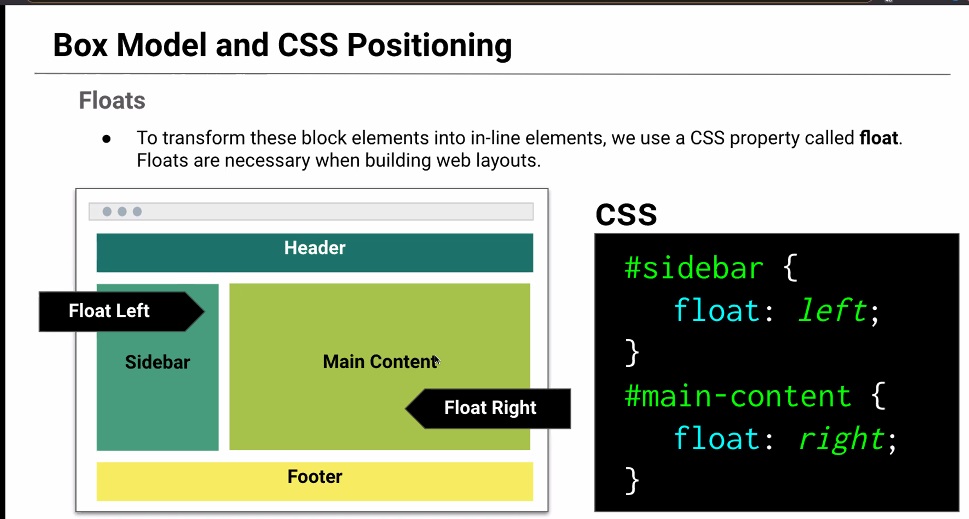 Box Model and CSS Positioning
Floats
● To transform these block elements into in-line elements, we use a CSS property called float.
Floats are necessary when building web layouts.
Header
Float Left
Sidebar
Main Content
Float Right
Footer
CSS
#sidebar {
float: left;
}
#main-content {
float: right;
}